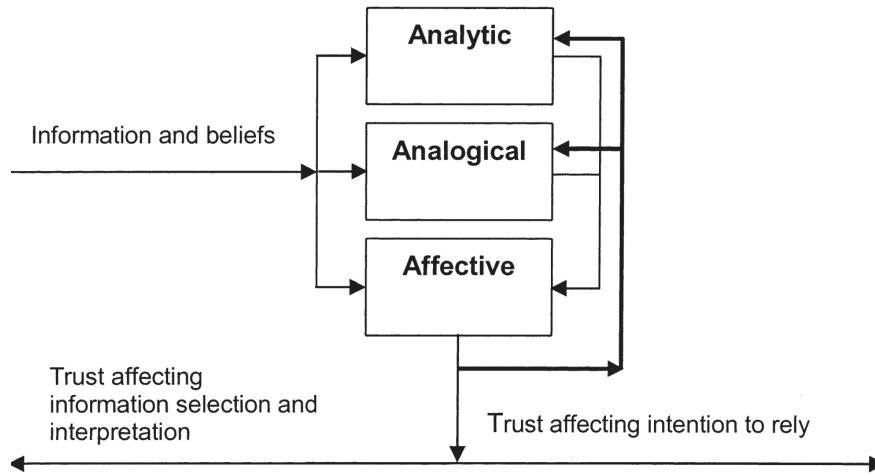 Analytic
Information and beliefs
Analogical
Affective
Trust affecting
information selection and
interpretation
Trust affecting intention to rely